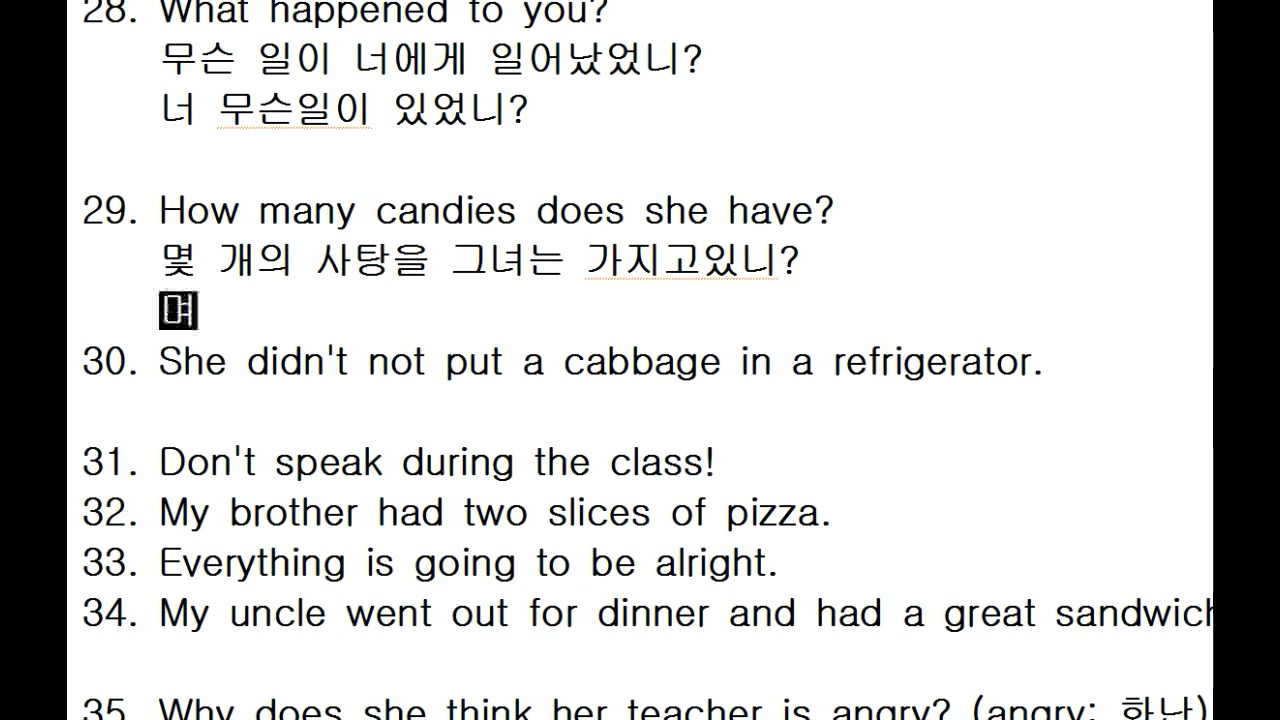 28. What happened to you?
무슨 일이 너에게 일어났었니?
너 무슨일이 있었니?
29. How many candies does she have?
몇 개의 사탕을 그녀는 가지고있니?
며
30. She didn't not put a cabbage in a refrigerator.
31. Don't speak during the class!
32. My brother had two slices of pizza.
33. Everything is going to be alright.
34. My uncle went out for dinner and had a great sandwich
35. Why does she think her teacher is angry? (angry: 화난)